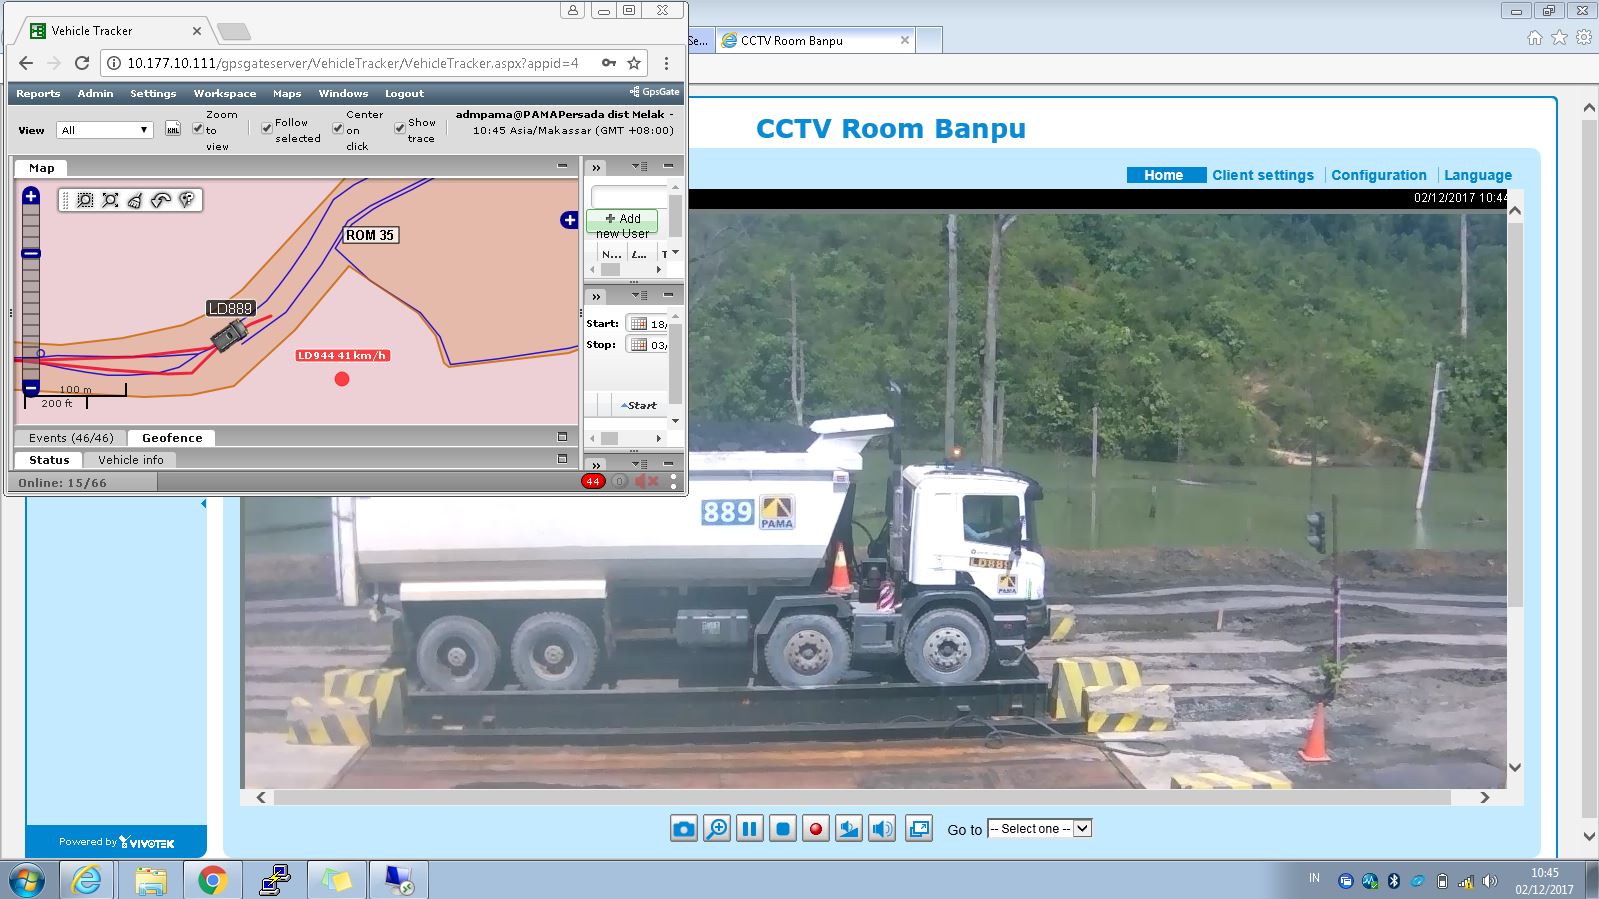 Vehicle Tracker
10.177.10.111/gpsgateserver/VehicleTracker/VehicleTracker.aspx?appid=4
Reports Admin Settings Workspace Maps Windows Logout
GpsGate
View All
KML
Zoom to view
Follow selected
Center on click
Show trace
admpama@PAMAPersada dist Melak -
10:45 Asia/Makassar (GMT +08:00)
Map
ROM 35
LD889
LD944 41 km/h
100 m
200 ft
Events (46/46) Geofence
Status Vehicle info
Online: 15/66
44 0
Add new User
N... L... T
Start: 18/
Stop: 03/
Start
Se...
CCTV Room Banpu
CCTV Room Banpu
Home Client settings Configuration Language
02/12/2017 10:44
889
PAMA
LD889
PAMA
Go to -- Select one --
Powered by VIVOTEK
IN
10:45
02/12/2017